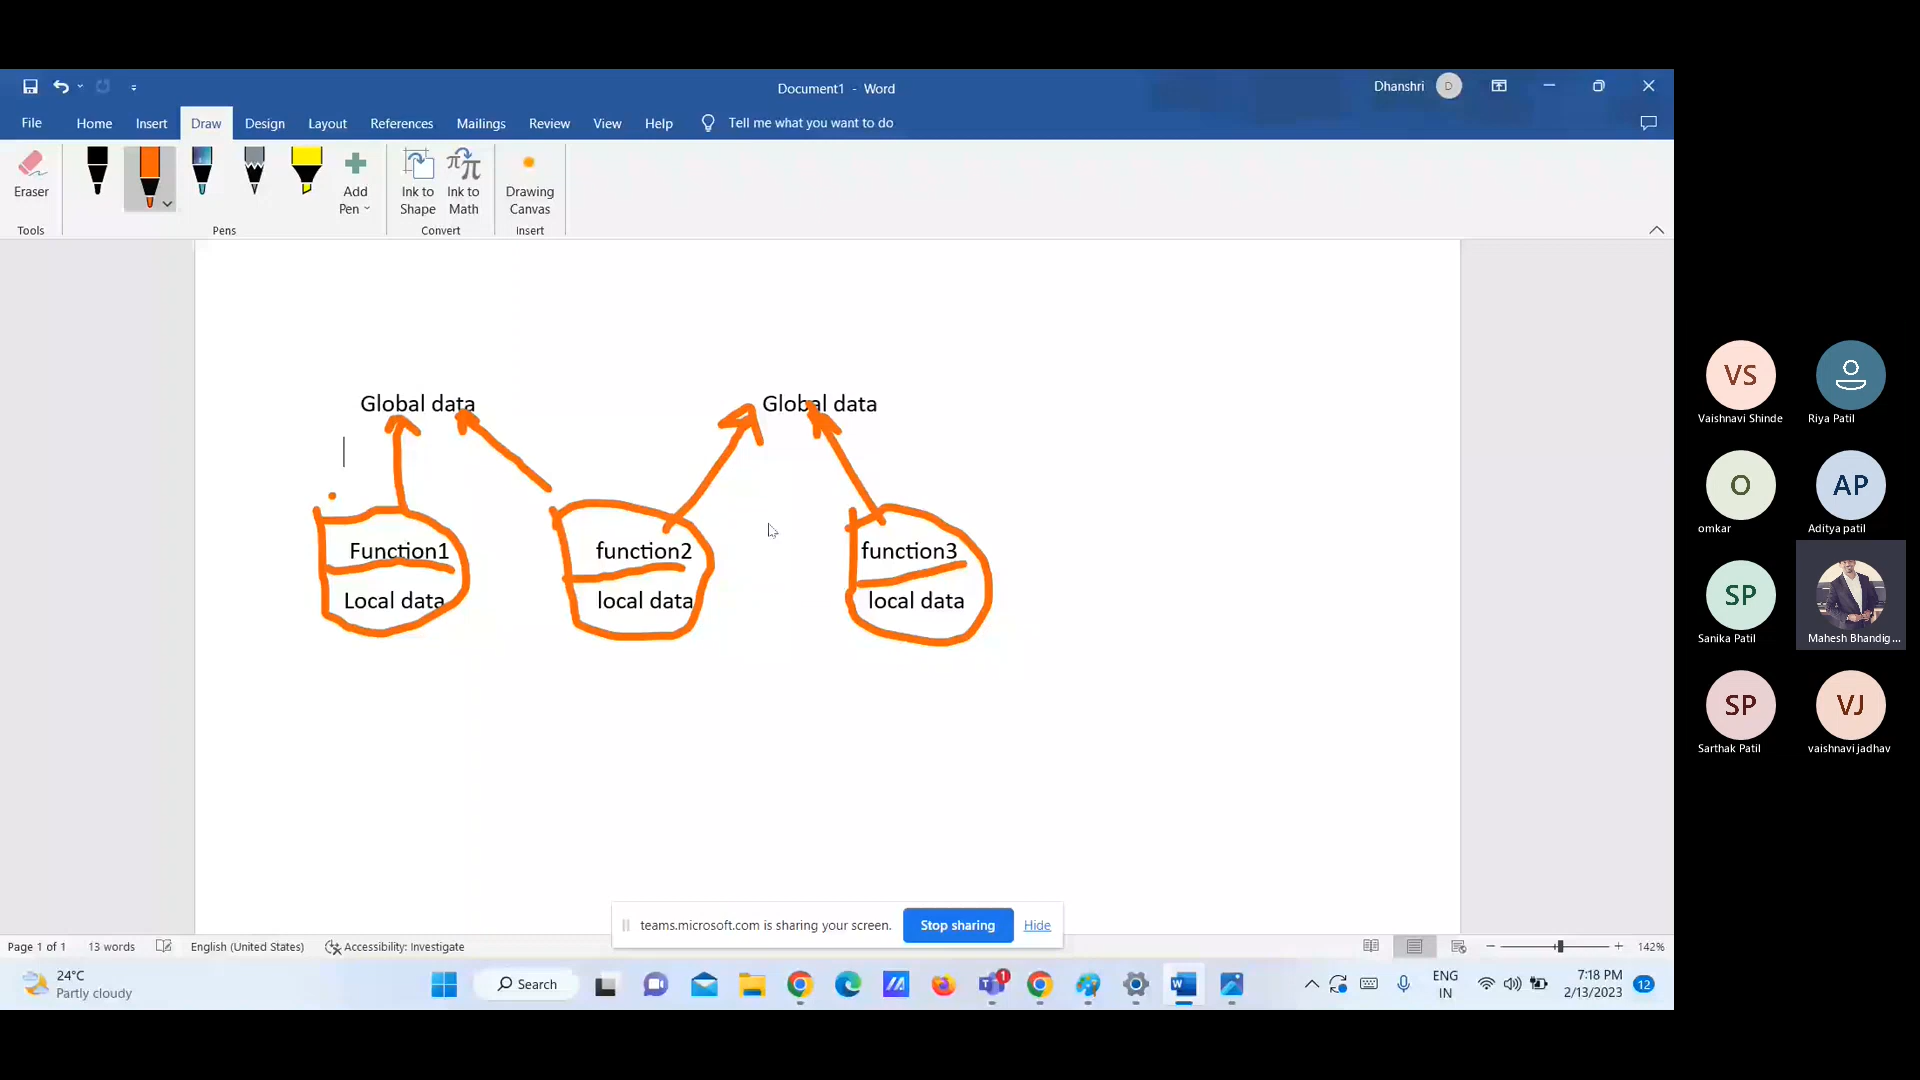 Document1 - Word
Dhanshri
D
File Home Insert Draw Design Layout References Mailings Review View Help Tell me what you want to do
Eraser
Add Pen
Ink to Shape
Ink to Math
Drawing Canvas
Tools
Pens
Convert
Insert
Global data Global data
Function1 function2 function3
Local data local data local data
VS
Vaishnavi Shinde
Riya Patil
O
omkar
AP
Aditya patil
SP
Sanika Patil
Mahesh Bhandig...
SP
Sarthak Patil
VJ
vaishnavi jadhav
teams.microsoft.com is sharing your screen. Stop sharing Hide
Page 1 of 1 13 words English (United States) Accessibility: Investigate 142%
24°C
Partly cloudy
Search
1
ENG
IN
7:18 PM
2/13/2023
12